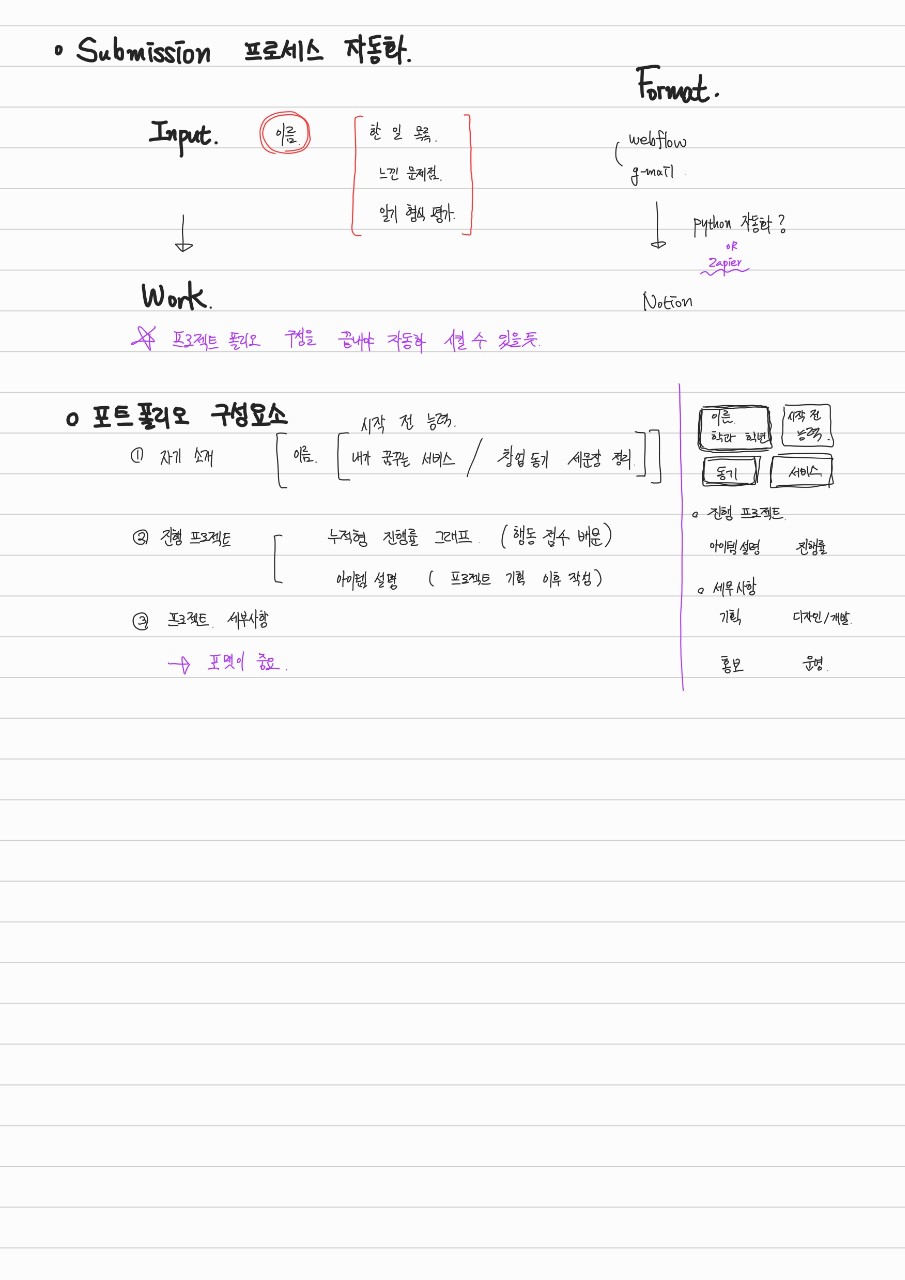 Submission 프로세스 자동화.
Format.
Input. 이름. 한 일 목록.
느낀 문제점.
일기 형식 평가.
webflow
g-mail
python 자동화?
OR
Zapier
Work.
Notion
☆ 프로젝트 폴리오 구성을 끝내야 자동화 시킬 수 있을듯.
포트폴리오 구성요소
시작 전 능력.
① 자기 소개 이름. 내가 꿈꾸는 서비스 / 창업 동기 세문장 정리.
② 진행 프로젝트 누적형 진행률 그래프. (행동 점수 배운)
아이템 설명 (프로젝트 기획 이후 작성)
③ 프로젝트 세부사항
→ 포맷이 중요.
이름
학과 학년
시작 전
능력.
동기 서비스
진행 프로젝트.
아이템 설명 진행률
세부사항
기획 디자인/개발.
홍보 운영.